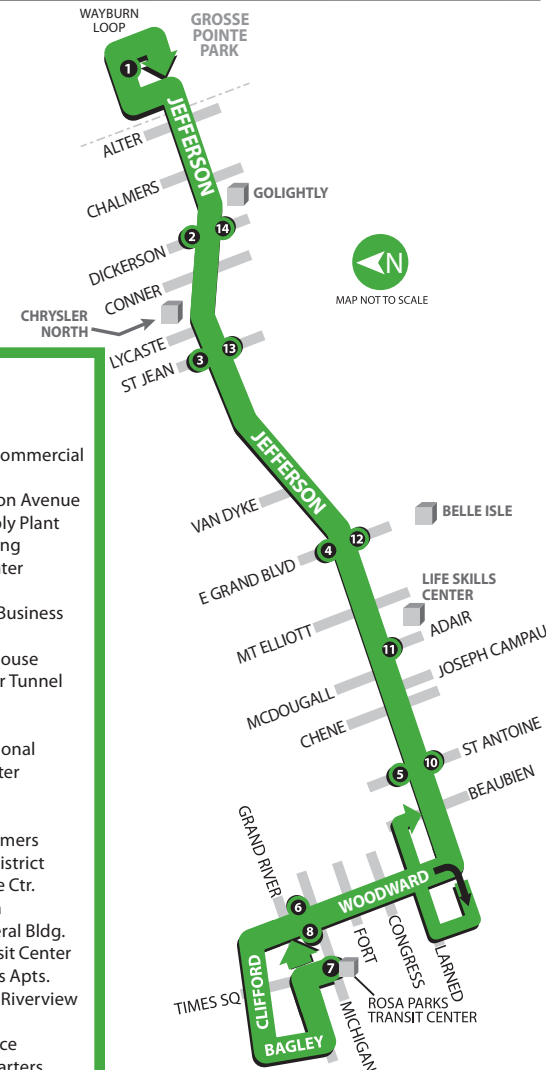 WAYBURN
LOOP
GROSSE
POINTE
PARK
1
JEFFERSON
ALTER
CHALMERS
GOLIGHTLY
2
14
DICKERSON
CONNER
N
MAP NOT TO SCALE
CHRYSLER
NORTH
LYCASTE
13
3
ST JEAN
ommercial
on Avenue
bly Plant
ing
nter
Business
ouse
r Tunnel
ional
ter
mers
istrict
e Ctr.
eral Bldg.
sit Center
s Apts.
Riverview
ce
arters
JEFFERSON
VAN DYKE
BELLE ISLE
12
4
E GRAND BLVD
LIFE SKILLS
CENTER
MT ELLIOTT
ADAIR
11
JOSEPH CAMPAU
MCDOUGALL
CHENE
ST ANTOINE
10
5
BEAUBIEN
GRAND RIVER
WOODWARD
6
8
FORT
CONGRESS
LARNED
CLIFFORD
7
TIMES SQ
ROSA PARKS
TRANSIT CENTER
MICHIGAN
BAGLEY